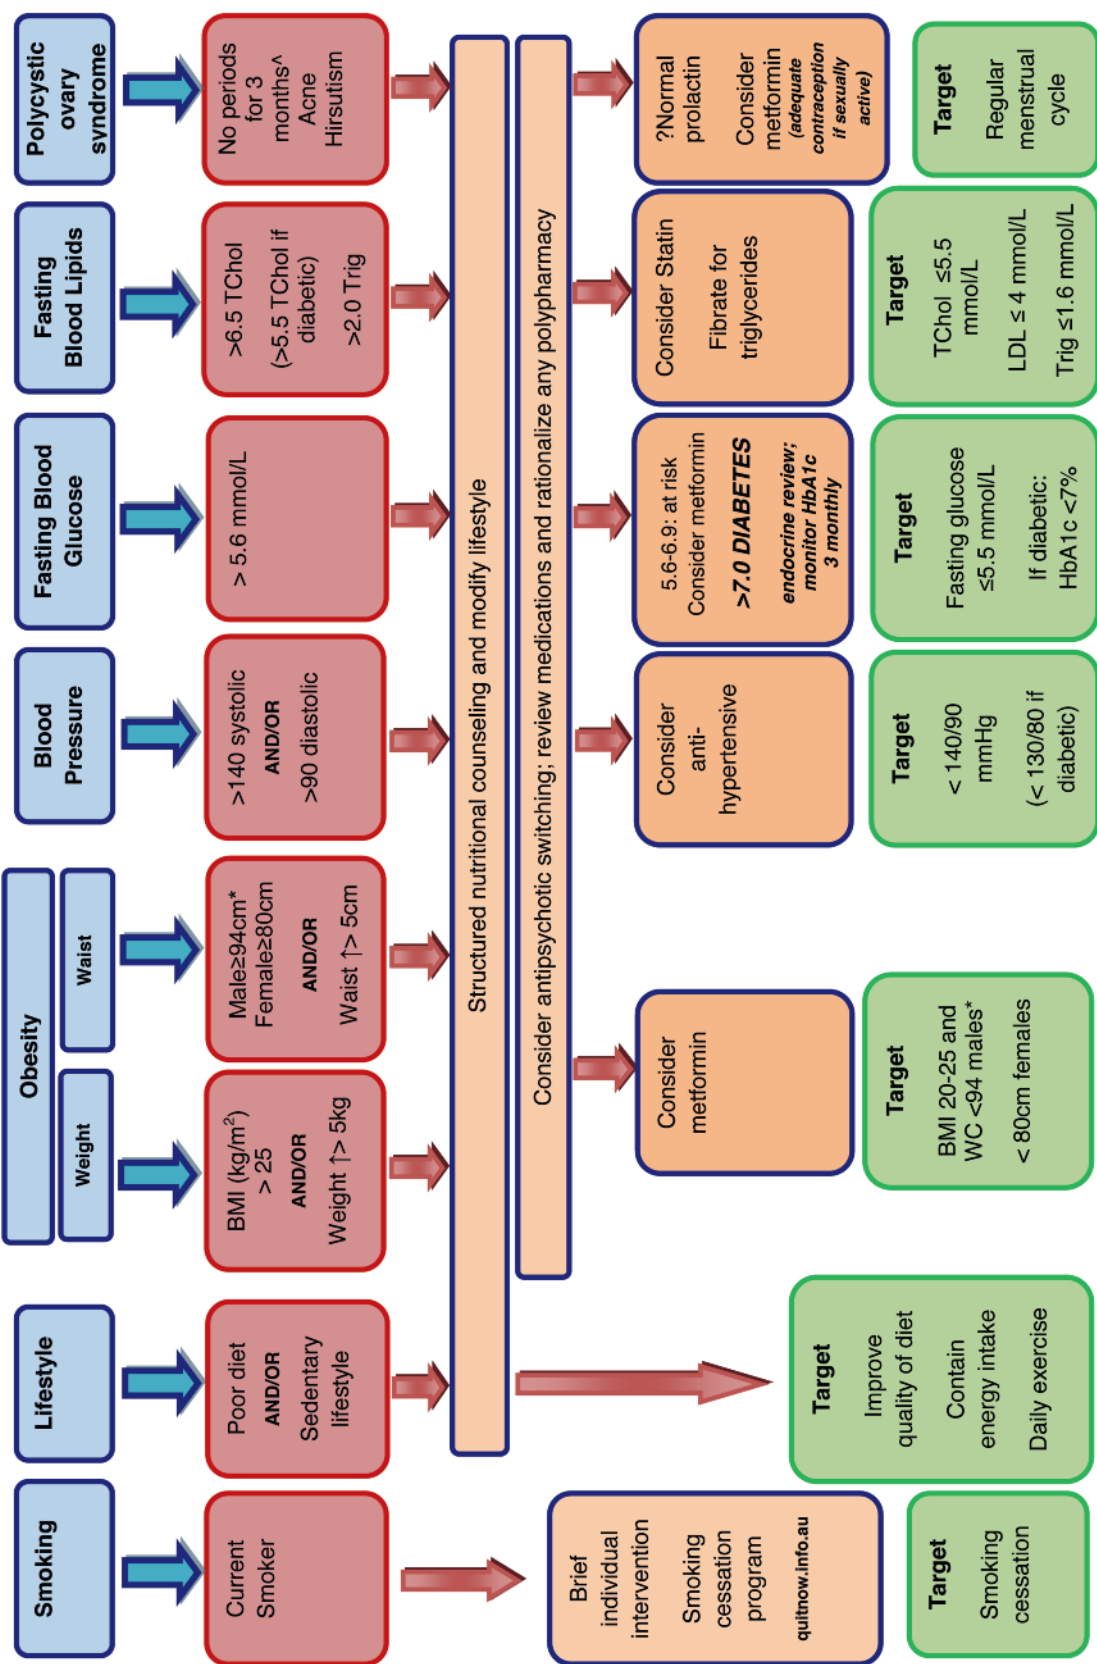 Smoking
Current
Smoker
Brief
individual
intervention
Smoking
cessation
program
quitnow.info.au
Target
Smoking
cessation
Lifestyle
Poor diet
AND/OR
Sedentary
lifestyle
Target
Improve
quality of diet
Contain
energy intake
Daily exercise
Obesity
Weight
BMI (kg/m²)
> 25
AND/OR
Weight ↑> 5kg
Waist
Male≥94cm*
Female≥80cm
AND/OR
Waist ↑> 5cm
Consider
metformin
Target
BMI 20-25 and
WC <94 males*
< 80cm females
Blood
Pressure
>140 systolic
AND/OR
>90 diastolic
Consider
anti-
hypertensive
Target
< 140/90
mmHg
(< 130/80 if
diabetic)
Fasting Blood
Glucose
> 5.6 mmol/L
5.6-6.9: at risk
Consider metformin
>7.0 DIABETES
endocrine review;
monitor HbA1c
3 monthly
Target
Fasting glucose
≤5.5 mmol/L
If diabetic:
HbA1c <7%
Fasting
Blood Lipids
>6.5 TChol
(>5.5 TChol if
diabetic)
>2.0 Trig
Consider Statin
Fibrate for
triglycerides
Target
TChol ≤5.5
mmol/L
LDL ≤ 4 mmol/L
Trig ≤1.6 mmol/L
Polycystic
ovary
syndrome
No periods
for 3
months^
Acne
Hirsutism
?Normal
prolactin
Consider
metformin
(adequate
contraception
if sexually
active)
Target
Regular
menstrual
cycle
Structured nutritional counseling and modify lifestyle
Consider antipsychotic switching; review medications and rationalize any polypharmacy